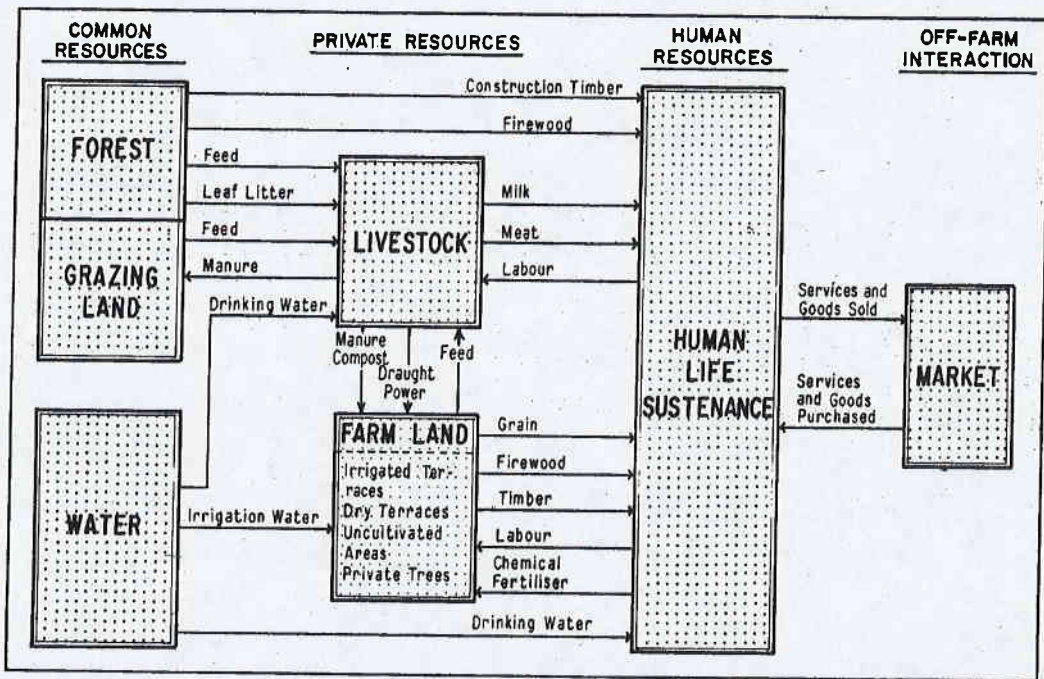 COMMON
RESOURCES
PRIVATE RESOURCES
HUMAN
RESOURCES
OFF-FARM
INTERACTION
Construction Timber
Firewood
FOREST
Feed
Leaf Litter
Feed
Manure
GRAZING
LAND
Drinking Water
LIVESTOCK
Milk
Meat
Labour
Manure
Compost
Draught
Power
Feed
HUMAN
LIFE
SUSTENANCE
Services and
Goods Sold
Services
and Goods
Purchased
MARKET
WATER
Irrigation Water
FARM LAND
Irrigated Ter-
races
Dry Terraces
Uncultivated
Areas
Private Trees
Grain
Firewood
Timber
Labour
Chemical
Fertiliser
Drinking Water